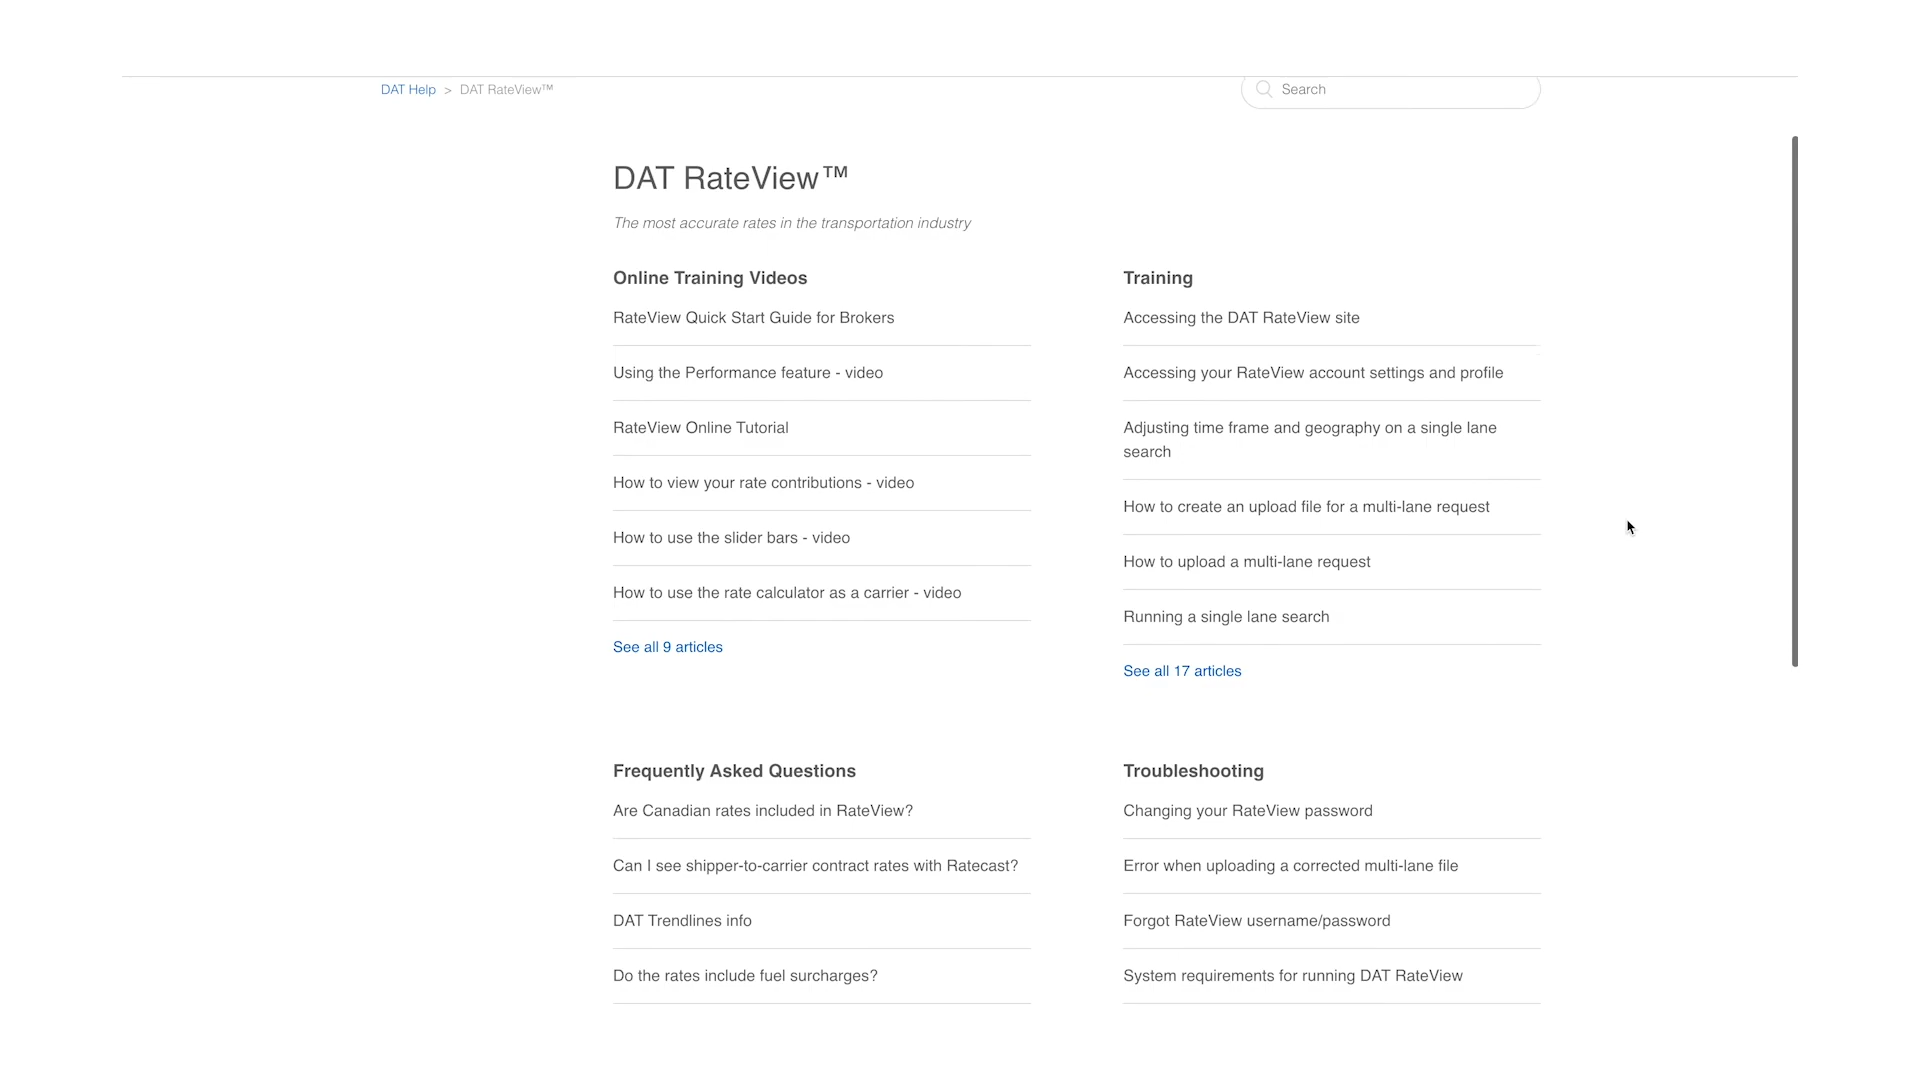 DAT Help > DAT RateView™
Search
DAT RateView™
The most accurate rates in the transportation industry
Online Training Videos
RateView Quick Start Guide for Brokers
Using the Performance feature - video
RateView Online Tutorial
How to view your rate contributions - video
How to use the slider bars - video
How to use the rate calculator as a carrier - video
See all 9 articles
Training
Accessing the DAT RateView site
Accessing your RateView account settings and profile
Adjusting time frame and geography on a single lane
search
How to create an upload file for a multi-lane request
How to upload a multi-lane request
Running a single lane search
See all 17 articles
Frequently Asked Questions
Are Canadian rates included in RateView?
Can I see shipper-to-carrier contract rates with Ratecast?
DAT Trendlines info
Do the rates include fuel surcharges?
Troubleshooting
Changing your RateView password
Error when uploading a corrected multi-lane file
Forgot RateView username/password
System requirements for running DAT RateView